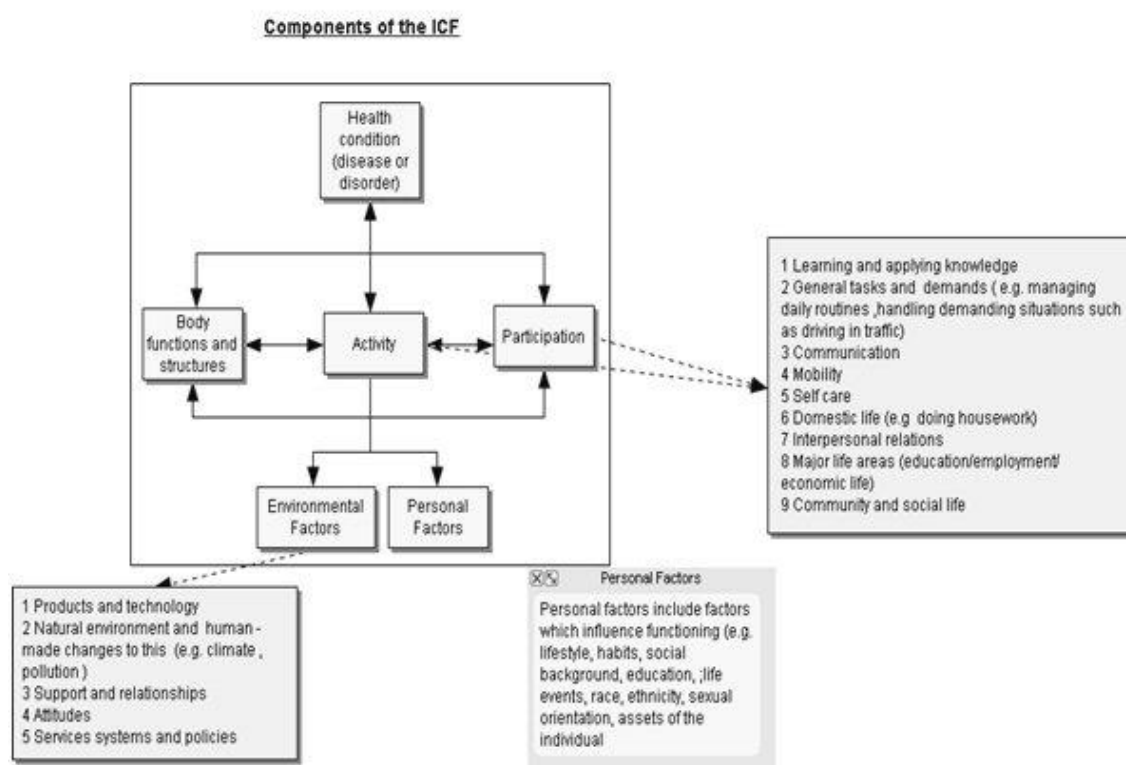 Components of the ICF
Health
condition
(disease or
disorder)
Body
functions and
structures
Activity
Participation
Environmental
Factors
Personal
Factors
1 Learning and applying knowledge
2 General tasks and demands ( e.g. managing
daily routines ,handling demanding situations such
as driving in traffic)
3 Communication
4 Mobility
5 Self care
6 Domestic life (e.g doing housework)
7 Interpersonal relations
8 Major life areas (education/employment/
economic life)
9 Community and social life
1 Products and technology
2 Natural environment and human -
made changes to this (e.g. climate ,
pollution )
3 Support and relationships
4 Attitudes
5 Services systems and policies
Personal Factors
Personal factors include factors
which influence functioning (e.g.
lifestyle, habits, social
background, education, ;life
events, race, ethnicity, sexual
orientation, assets of the
individual